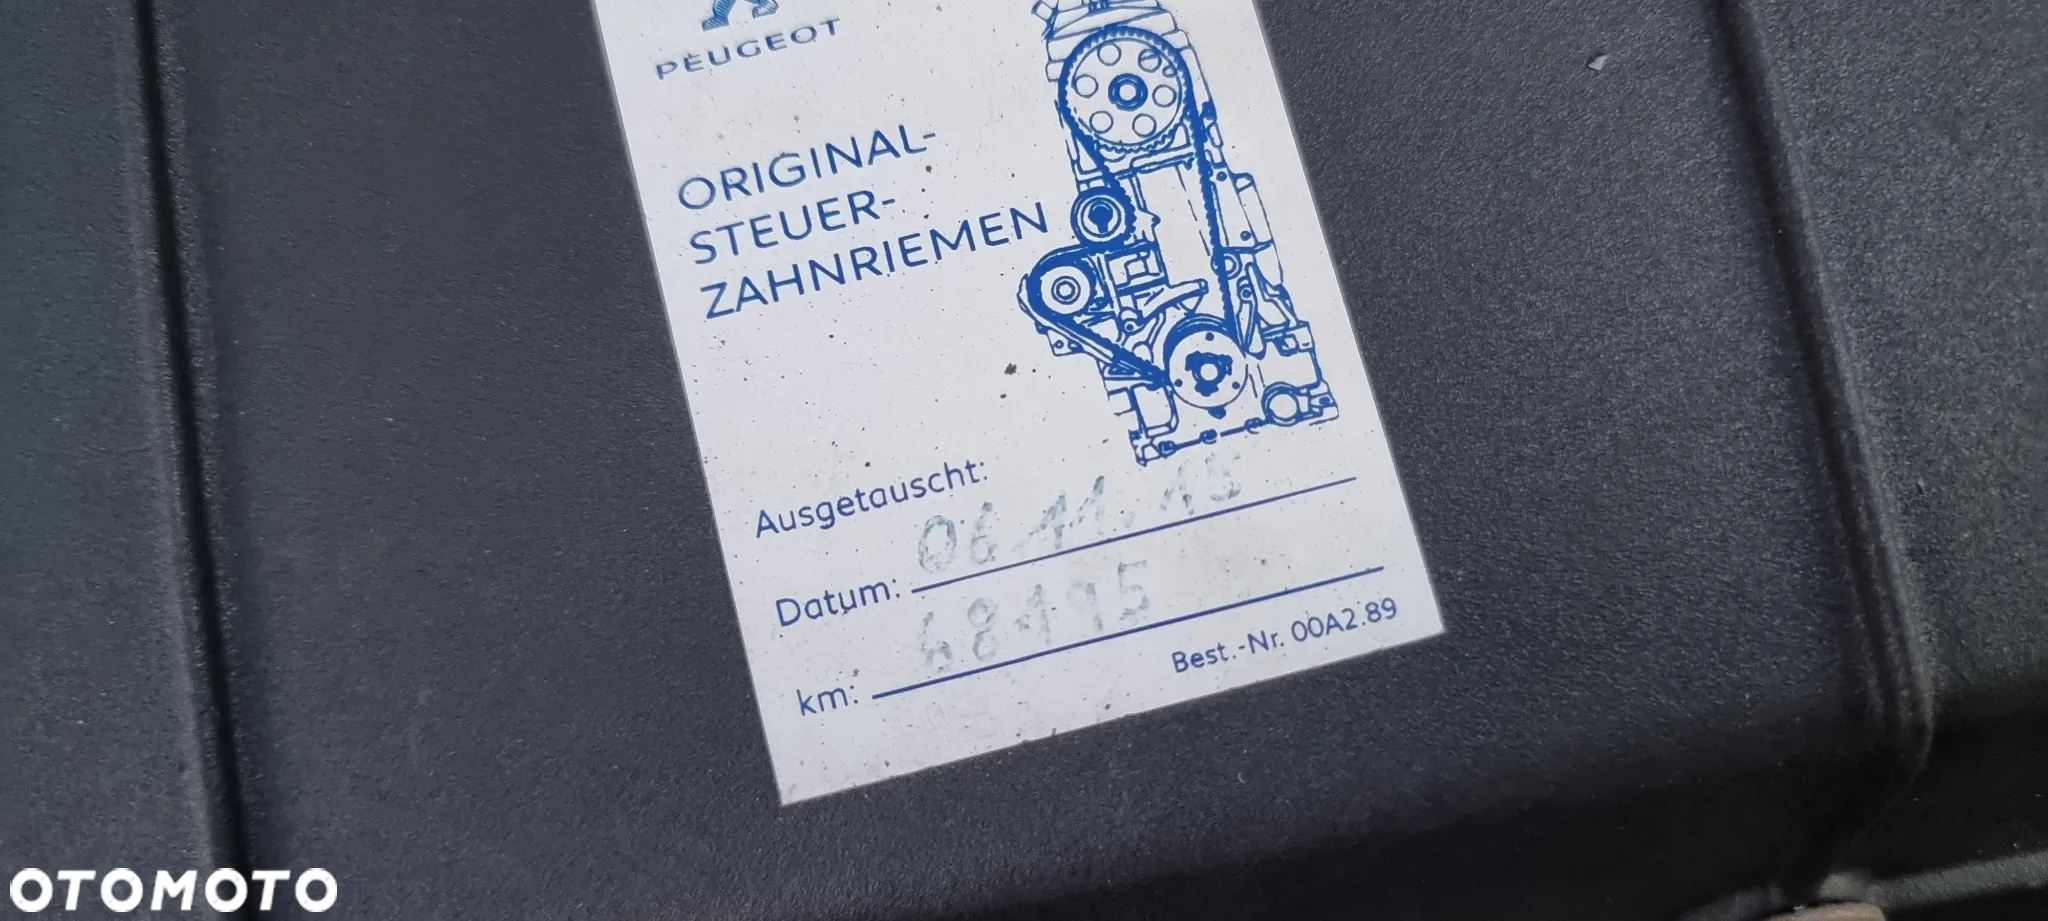 PEUGEOT
ORIGINAL-
STEUER-
ZAHNRIEMEN
Ausgetauscht:
Datum: 06.11.15
km: 68195
Best.-Nr. 00A2.89
OTOMOTO